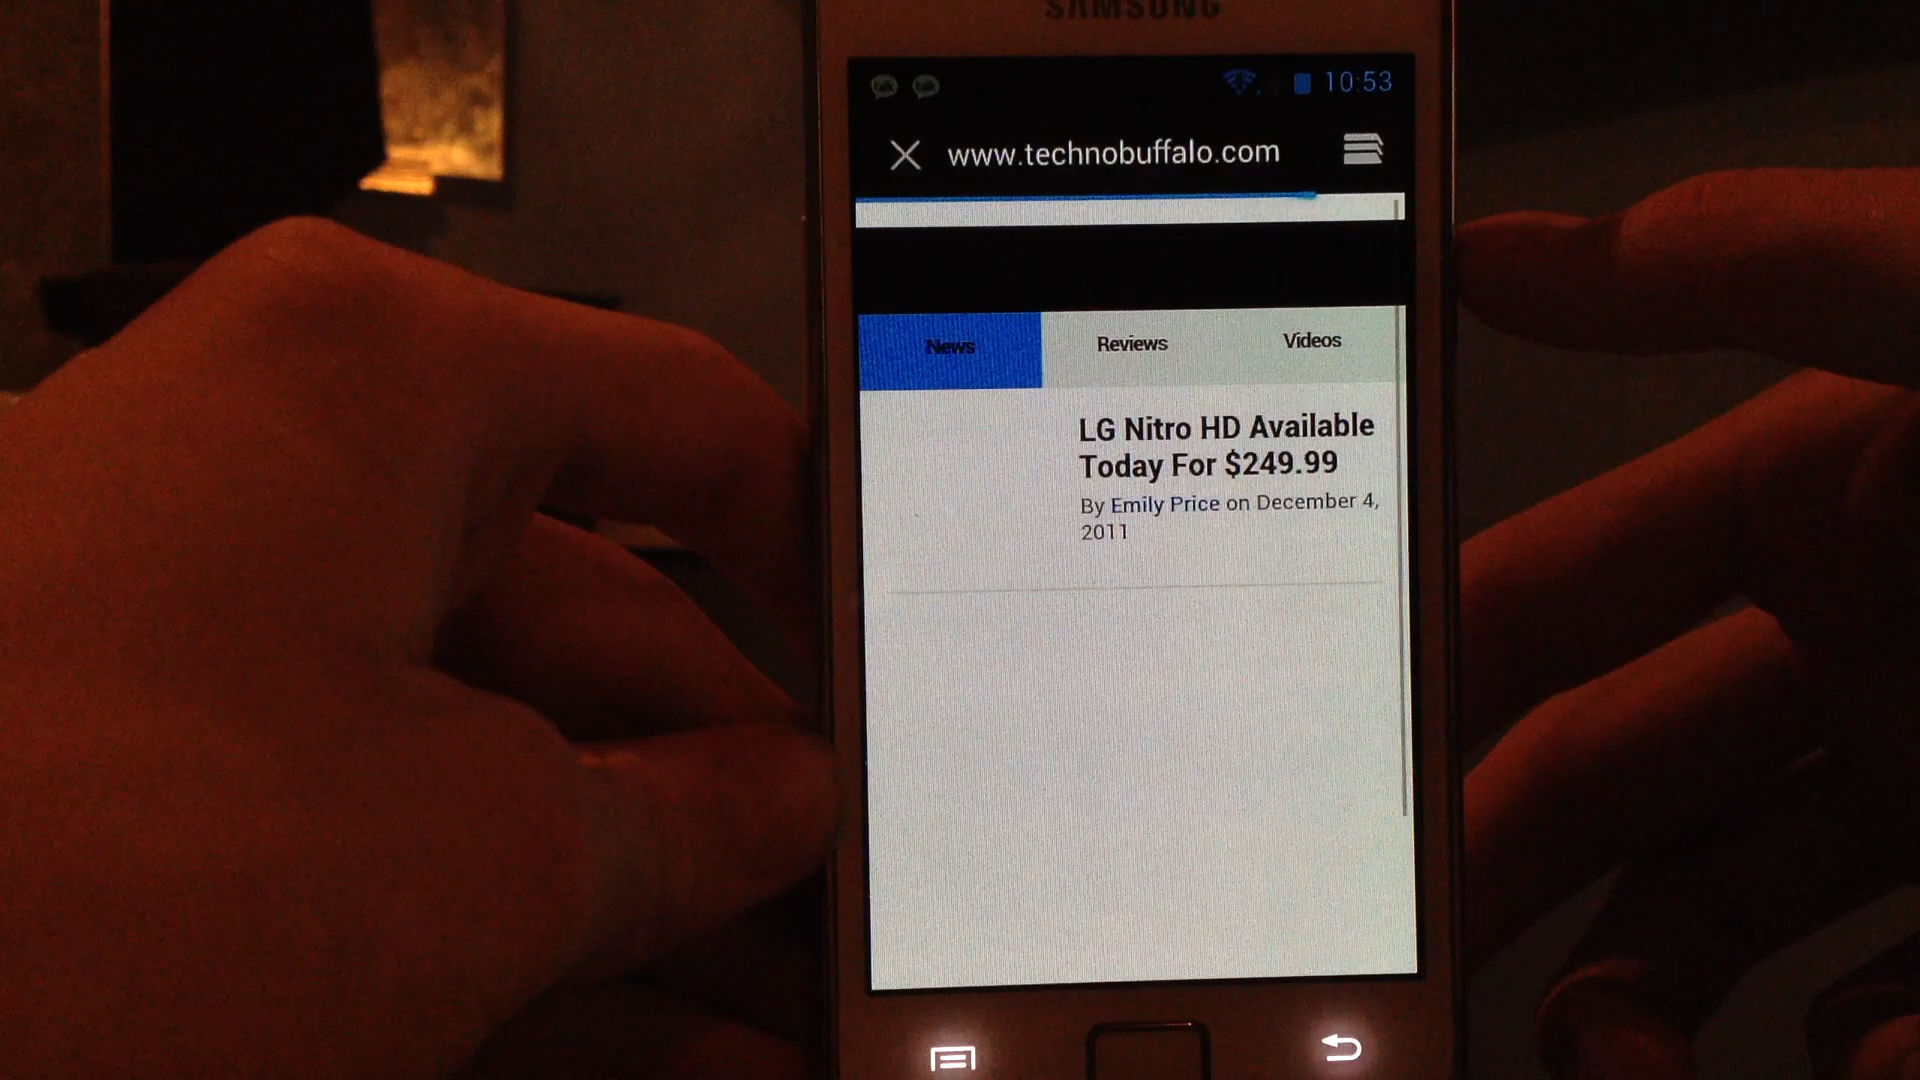 SAMSUNG
10:53
www.technobuffalo.com
News
Reviews
Videos
LG Nitro HD Available
Today For $249.99
By Emily Price on December 4,
2011